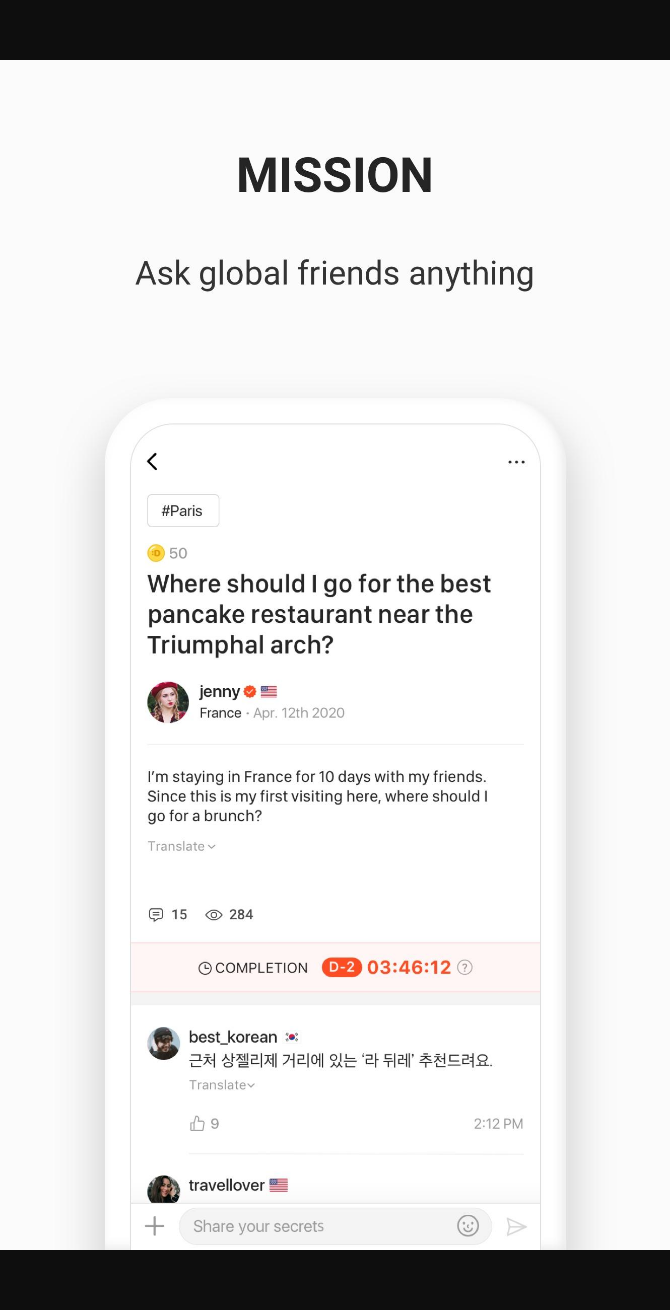 MISSION
Ask global friends anything
#Paris
50
Where should I go for the best
pancake restaurant near the
Triumphal arch?
jenny
France · Apr. 12th 2020
I'm staying in France for 10 days with my friends.
Since this is my first visiting here, where should I
go for a brunch?
Translate
15 284
COMPLETION D-2 03:46:12 ?
best_korean
근처 샹젤리제 거리에 있는 ‘라 뒤레’ 추천드려요.
Translate
9 2:12 PM
travellover
Share your secrets